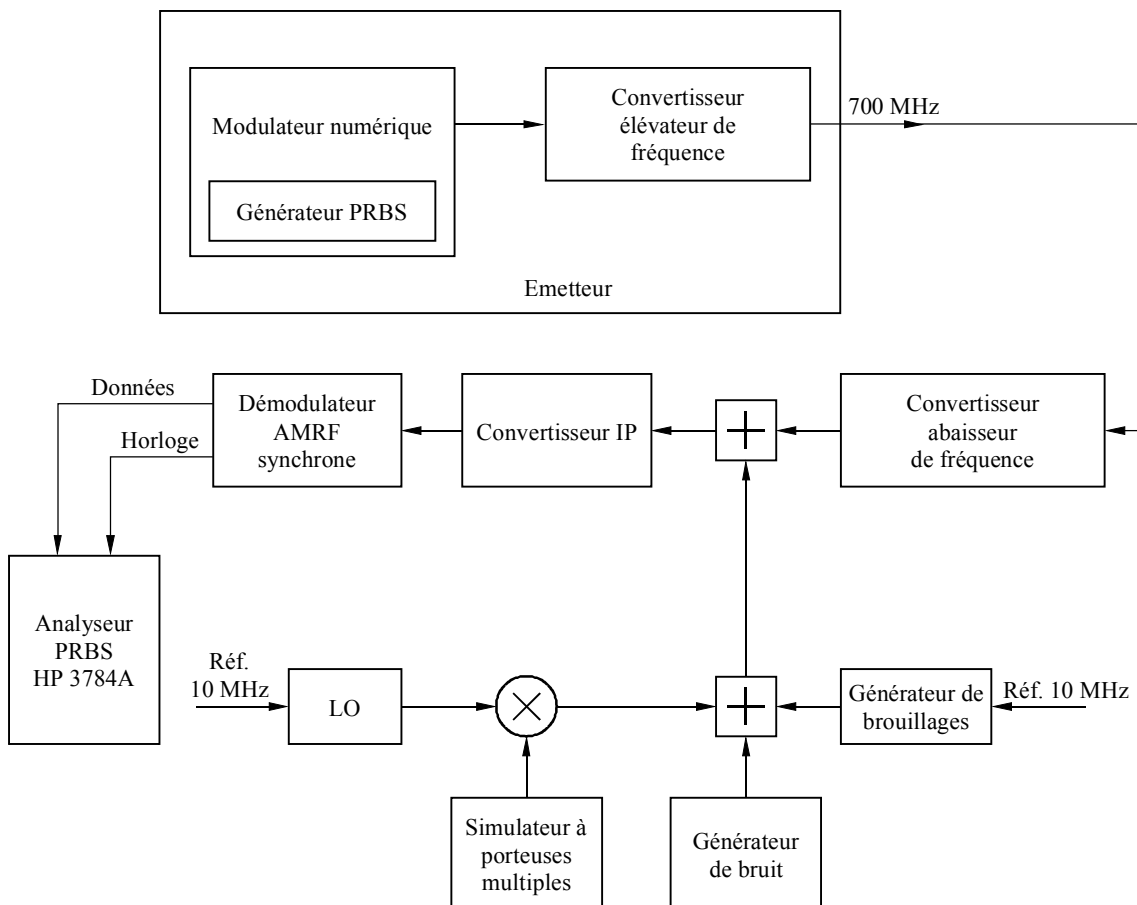 Modulateur numérique
Générateur PRBS
Convertisseur
élévateur de
fréquence
700 MHz
Emetteur
Données
Horloge
Démodulateur
AMRF
synchrone
Convertisseur IP
Convertisseur
abaisseur
de fréquence
Analyseur
PRBS
HP 3784A
Réf.
10 MHz
LO
Générateur de
brouillages
Réf. 10 MHz
Simulateur à
porteuses
multiples
Générateur
de bruit